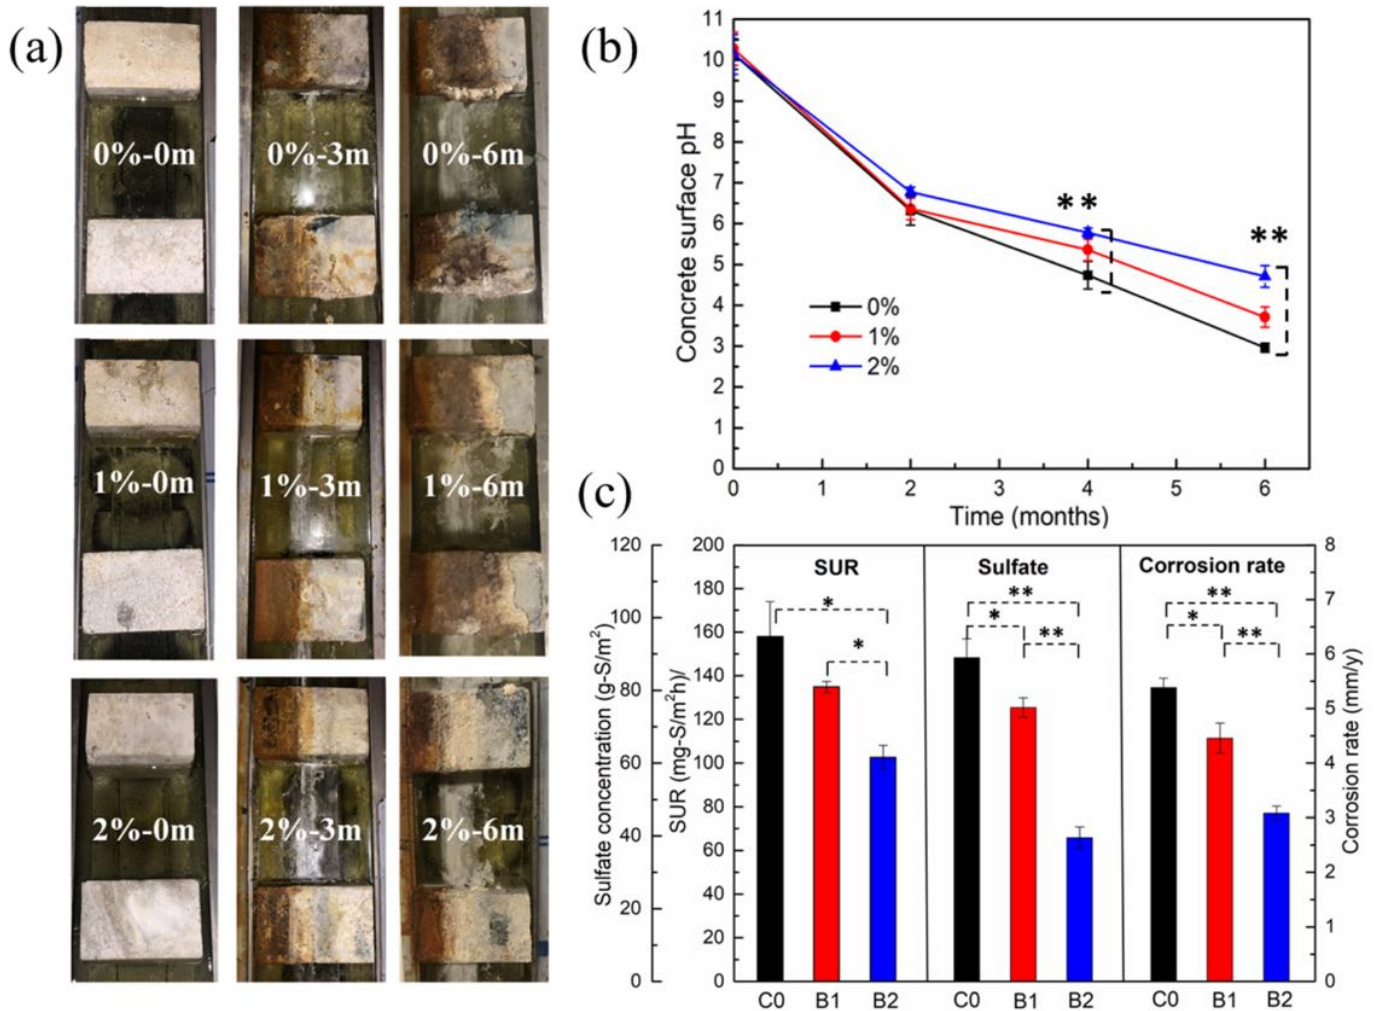 (a)
0%-0m
0%-3m
0%-6m
1%-0m
1%-3m
1%-6m
2%-0m
2%-3m
2%-6m
(b)
Concrete surface pH
11
10
9
8
7
6
5
4
3
2
1
0
**
**
0%
1%
2%
0 1 2 3 4 5 6
Time (months)
(c)
Sulfate concentration (g-S/m²)
120
100
80
60
40
20
0
SUR (mg-S/m²h)/
200
180
160
140
120
100
80
60
40
20
0
SUR
*
*
C0 B1 B2
Sulfate
**
* **
C0 B1 B2
Corrosion rate
**
* **
C0 B1 B2
8
7
6
5
4
3
2
1
0
Corrosion rate (mm/y)